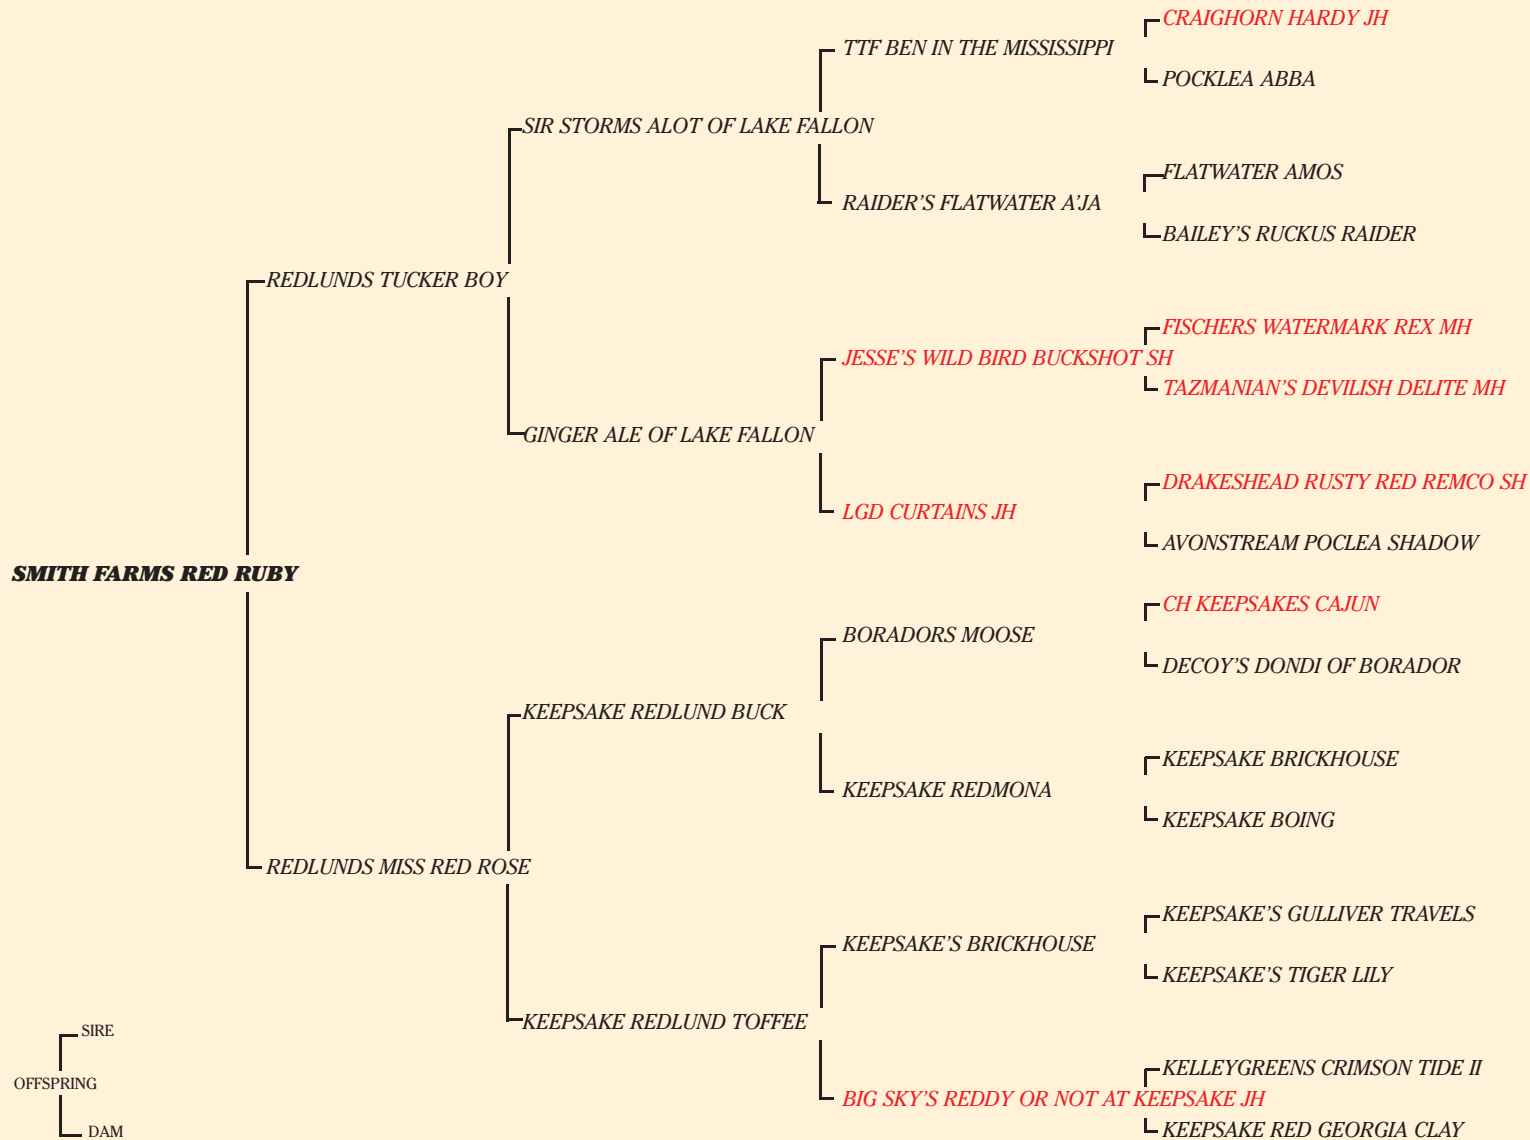 CRAIGHORN HARDY JH
TTF BEN IN THE MISSISSIPPI
POCKLEA ABBA
SIR STORMS ALOT OF LAKE FALLON
FLATWATER AMOS
RAIDER'S FLATWATER A'JA
BAILEY'S RUCKUS RAIDER
REDLUNDS TUCKER BOY
FISCHERS WATERMARK REX MH
JESSE'S WILD BIRD BUCKSHOT SH
TAZMANIAN'S DEVILISH DELITE MH
GINGER ALE OF LAKE FALLON
DRAKESHEAD RUSTY RED REMCO SH
LGD CURTAINS JH
AVONSTREAM POCLEA SHADOW
SMITH FARMS RED RUBY
CH KEEPSAKES CAJUN
BORADORS MOOSE
DECOY'S DONDI OF BORADOR
KEEPSAKE REDLUND BUCK
KEEPSAKE BRICKHOUSE
KEEPSAKE REDMONA
KEEPSAKE BOING
REDLUNDS MISS RED ROSE
KEEPSAKE'S GULLIVER TRAVELS
KEEPSAKE'S BRICKHOUSE
KEEPSAKE'S TIGER LILY
KEEPSAKE REDLUND TOFFEE
KELLEYGREENS CRIMSON TIDE II
BIG SKY'S REDDY OR NOT AT KEEPSAKE JH
KEEPSAKE RED GEORGIA CLAY
SIRE
OFFSPRING
DAM